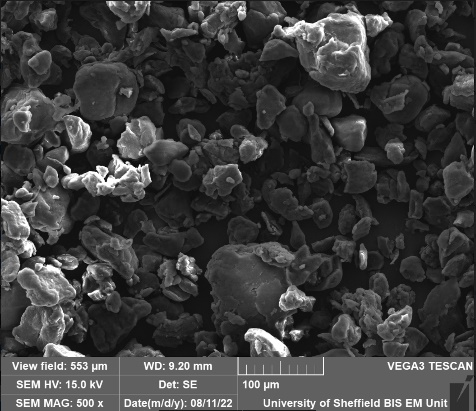 View field: 553 µm
WD: 9.20 mm
VEGA3 TESCAN
SEM HV: 15.0 kV
Det: SE
100 µm
SEM MAG: 500 x
Date(m/d/y): 08/11/22
University of Sheffield BIS EM Unit